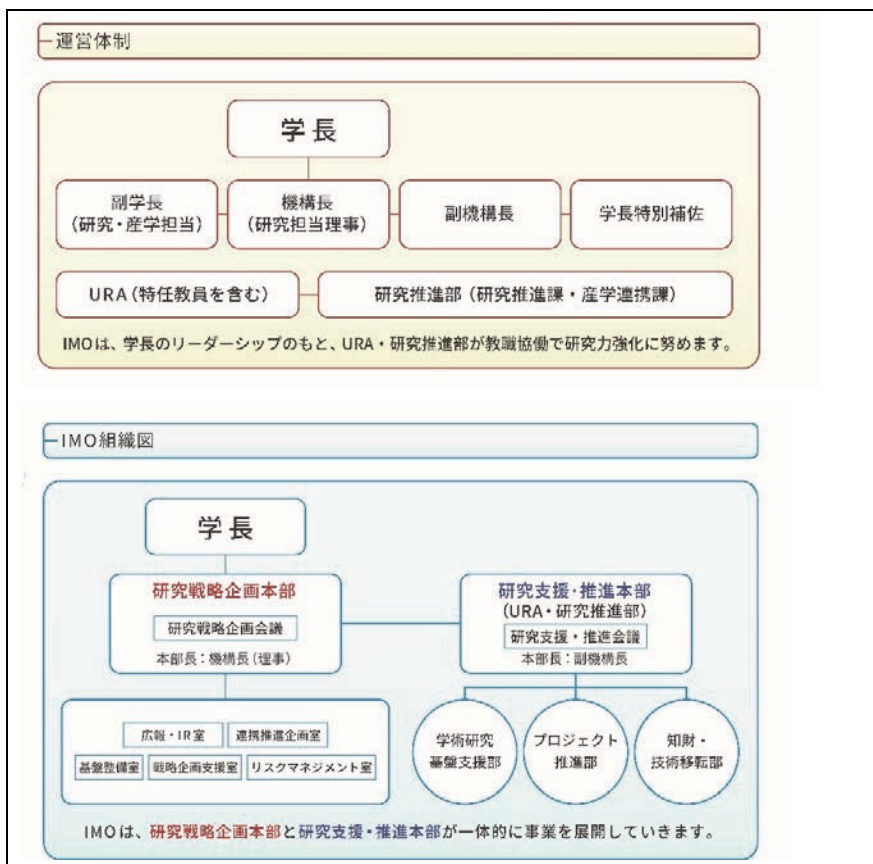 運営体制
学長
副学長
(研究・産学担当)
機構長
(研究担当理事)
副機構長
学長特別補佐
URA(特任教員を含む)
研究推進部(研究推進課・産学連携課)
IMOは、学長のリーダーシップのもと、URA・研究推進部が教職協働で研究力強化に努めます。
IMO組織図
学長
研究戦略企画本部
研究戦略企画会議
本部長:機構長(理事)
研究支援・推進本部
(URA・研究推進部)
研究支援・推進会議
本部長:副機構長
広報・IR室 連携推進企画室
基盤整備室 戦略企画支援室 リスクマネジメント室
学術研究
基盤支援部
プロジェクト
推進部
知財・
技術移転部
IMOは、研究戦略企画本部と研究支援・推進本部が一体的に事業を展開していきます。